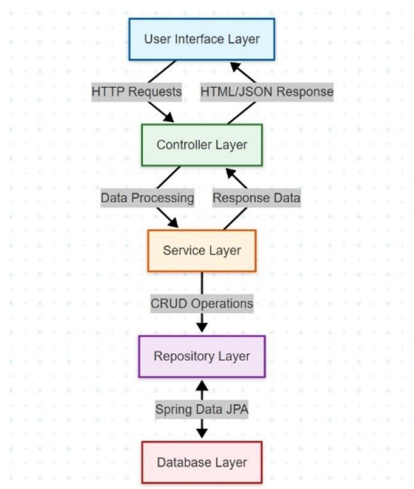 User Interface Layer
HTTP Requests
HTML/JSON Response
Controller Layer
Data Processing
Response Data
Service Layer
CRUD Operations
Repository Layer
Spring Data JPA
Database Layer